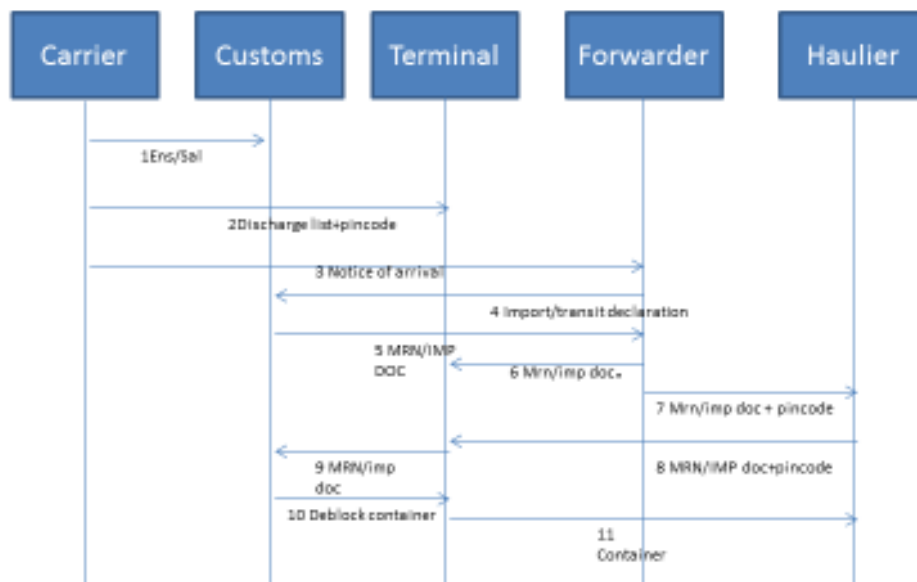 Carrier
Customs
Terminal
Forwarder
Haulier
1Ens/Sal
2Discharge list+pincode
3 Notice of arrival
4 Import/transit declaration
5 MRN/IMP
DOC
6 Mrn/imp doc.
7 Mrn/imp doc + pincode
8 MRN/IMP doc+pincode
9 MRN/imp
doc
10 Deblock container
11
Container